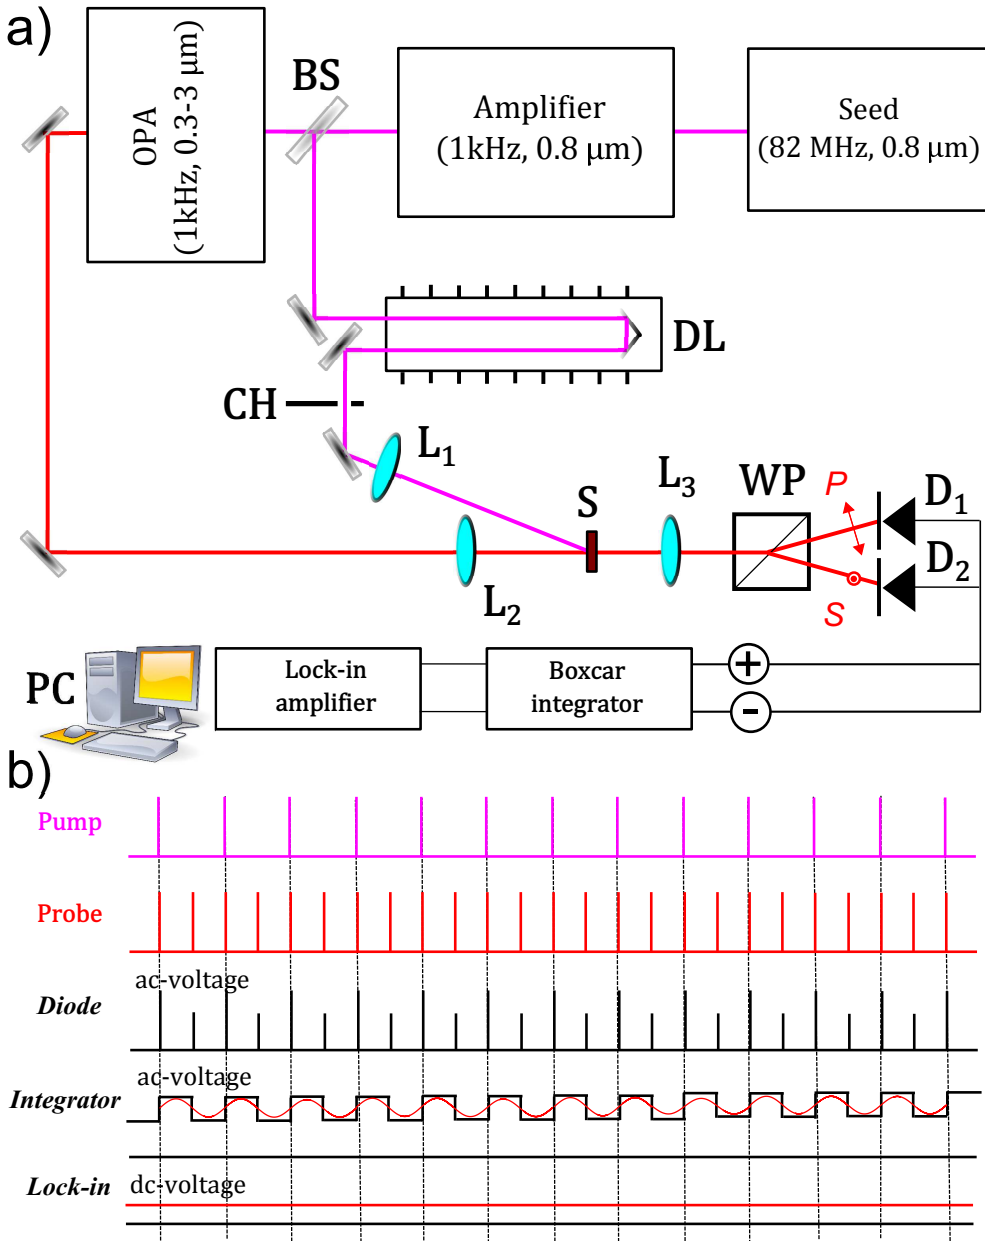 a)
OPA
(1kHz, 0.3-3 μm)
BS
Amplifier
(1kHz, 0.8 μm)
Seed
(82 MHz, 0.8 μm)
DL
CH
L1
S
L3
WP
P
D1
L2
S
D2
PC
Lock-in
amplifier
Boxcar
integrator
+
-
b)
Pump
Probe
ac-voltage
Diode
ac-voltage
Integrator
Lock-in
dc-voltage